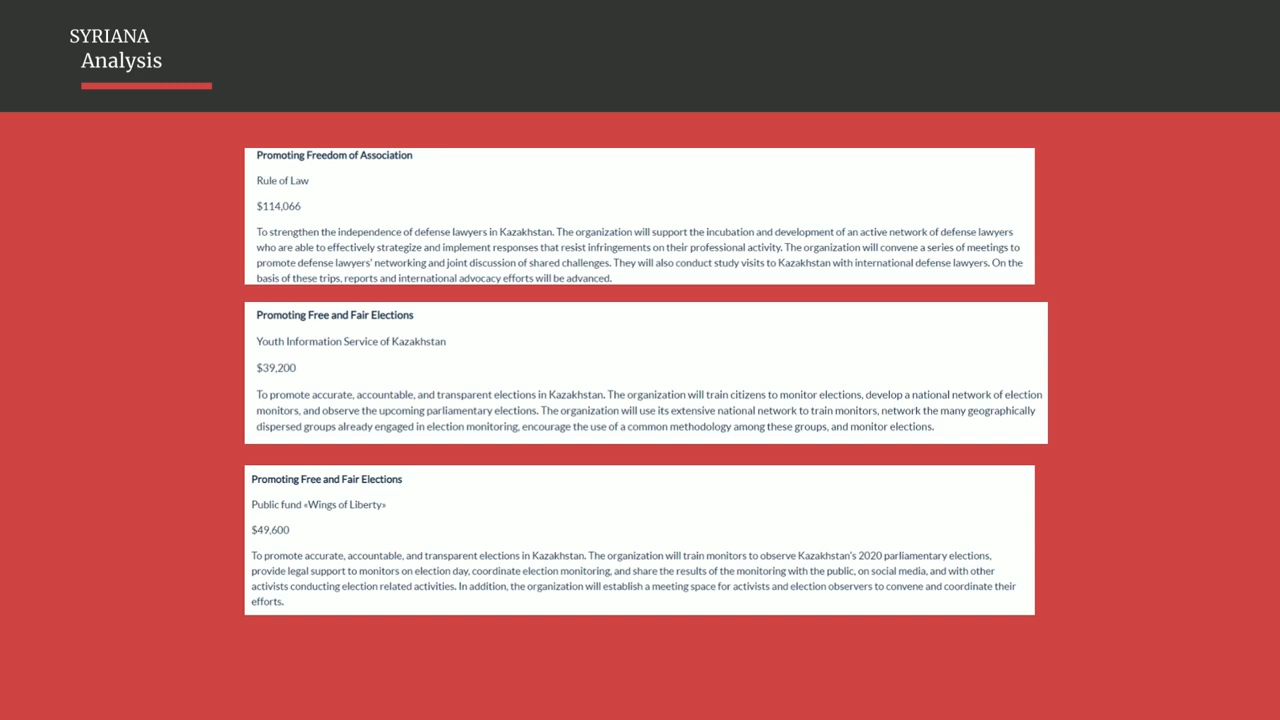 SYRIANA
Analysis
Promoting Freedom of Association
Rule of Law
$114,066
To strengthen the independence of defense lawyers in Kazakhstan. The organization will support the incubation and development of an active network of defense lawyers
who are able to effectively strategize and implement responses that resist infringements on their professional activity. The organization will convene a series of meetings to
promote defense lawyers' networking and joint discussion of shared challenges. They will also conduct study visits to Kazakhstan with international defense lawyers. On the
basis of these trips, reports and international advocacy efforts will be advanced.
Promoting Free and Fair Elections
Youth Information Service of Kazakhstan
$39,200
To promote accurate, accountable, and transparent elections in Kazakhstan. The organization will train citizens to monitor elections, develop a national network of election
monitors, and observe the upcoming parliamentary elections. The organization will use its extensive national network to train monitors, network the many geographically
dispersed groups already engaged in election monitoring, encourage the use of a common methodology among these groups, and monitor elections.
Promoting Free and Fair Elections
Public fund «Wings of Liberty»
$49,600
To promote accurate, accountable, and transparent elections in Kazakhstan. The organization will train monitors to observe Kazakhstan's 2020 parliamentary elections,
provide legal support to monitors on election day, coordinate election monitoring, and share the results of the monitoring with the public, on social media, and with other
activists conducting election related activities. In addition, the organization will establish a meeting space for activists and election observers to convene and coordinate their
efforts.